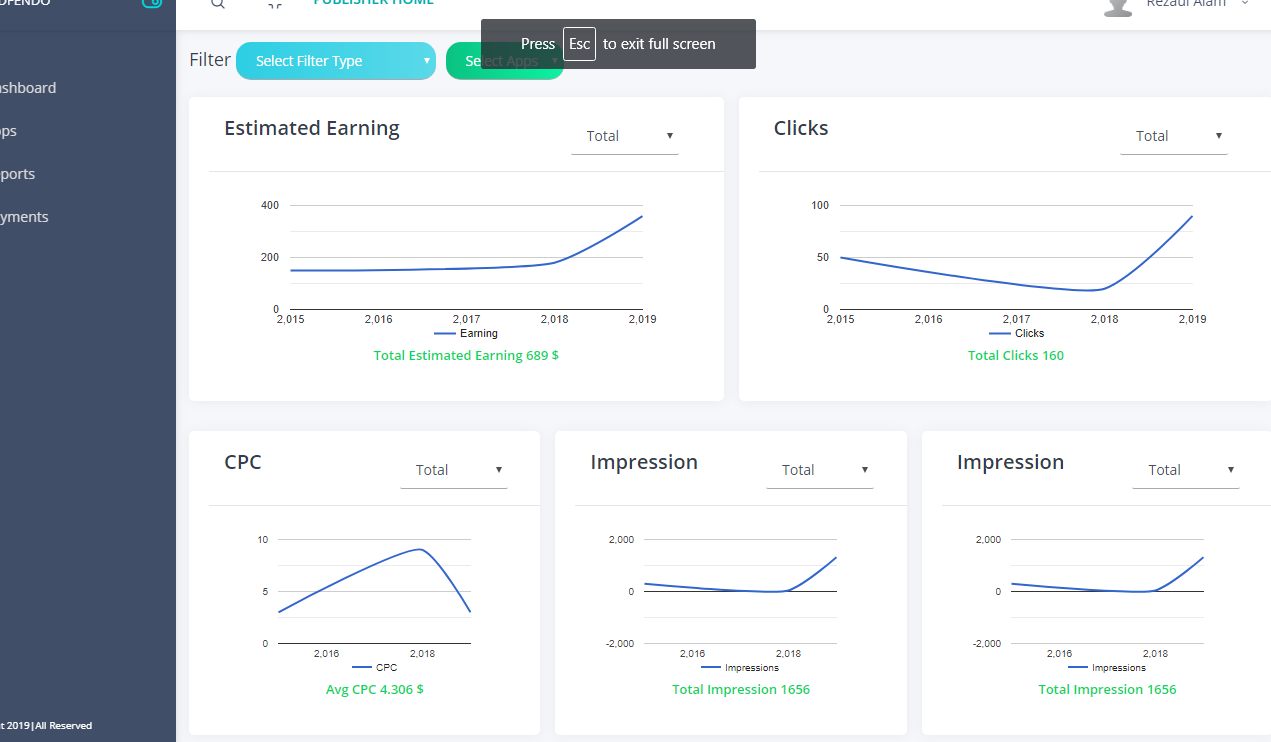 DFENDO
PUBLISHER HOME
Rezaul Alam
Press Esc to exit full screen
Filter
Select Filter Type
Select Apps
shboard
ps
ports
yments
Estimated Earning
Total
400
200
0
2,015 2,016 2,017 2,018 2,019
Earning
Total Estimated Earning 689 $
Clicks
Total
100
50
0
2,015 2,016 2,017 2,018 2,019
Clicks
Total Clicks 160
CPC
Total
10
5
0
2,016 2,018
CPC
Avg CPC 4.306 $
Impression
Total
2,000
0
-2,000
2,016 2,018
Impressions
Total Impression 1656
Impression
Total
2,000
0
-2,000
2,016 2,018
Impressions
Total Impression 1656
t 2019|All Reserved